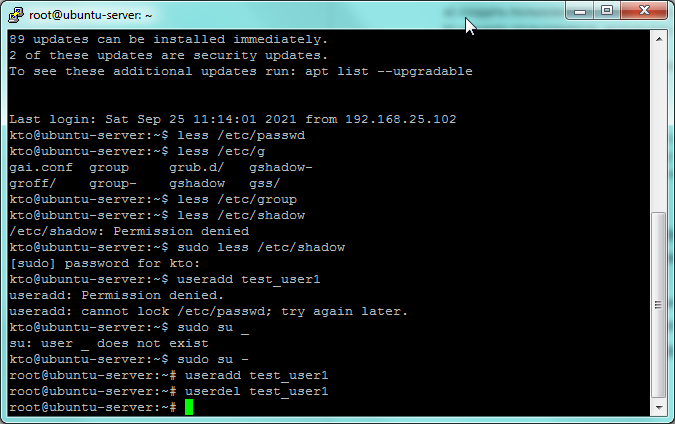 root@ubuntu-server: ~
89 updates can be installed immediately.
2 of these updates are security updates.
To see these additional updates run: apt list --upgradable
Last login: Sat Sep 25 11:14:01 2021 from 192.168.25.102
kto@ubuntu-server:~$ less /etc/passwd
kto@ubuntu-server:~$ less /etc/g
gai.conf  group     grub.d/   gshadow-
groff/    group-    gshadow   gss/
kto@ubuntu-server:~$ less /etc/group
kto@ubuntu-server:~$ less /etc/shadow
/etc/shadow: Permission denied
kto@ubuntu-server:~$ sudo less /etc/shadow
[sudo] password for kto:
kto@ubuntu-server:~$ useradd test_user1
useradd: Permission denied.
useradd: cannot lock /etc/passwd; try again later.
kto@ubuntu-server:~$ sudo su _
su: user _ does not exist
kto@ubuntu-server:~$ sudo su -
root@ubuntu-server:~# useradd test_user1
root@ubuntu-server:~# userdel test_user1
root@ubuntu-server:~#